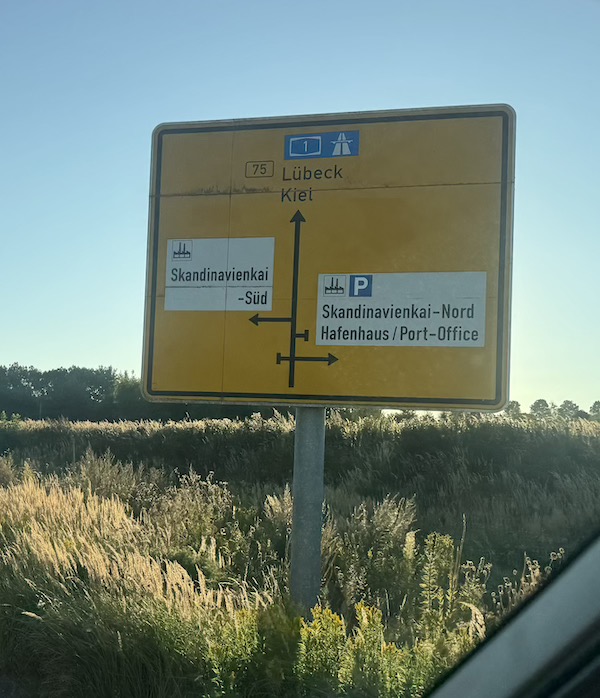 1
75 Lübeck
Kiel
Skandinavienkai
-Süd
P
Skandinavienkai-Nord
Hafenhaus / Port-Office